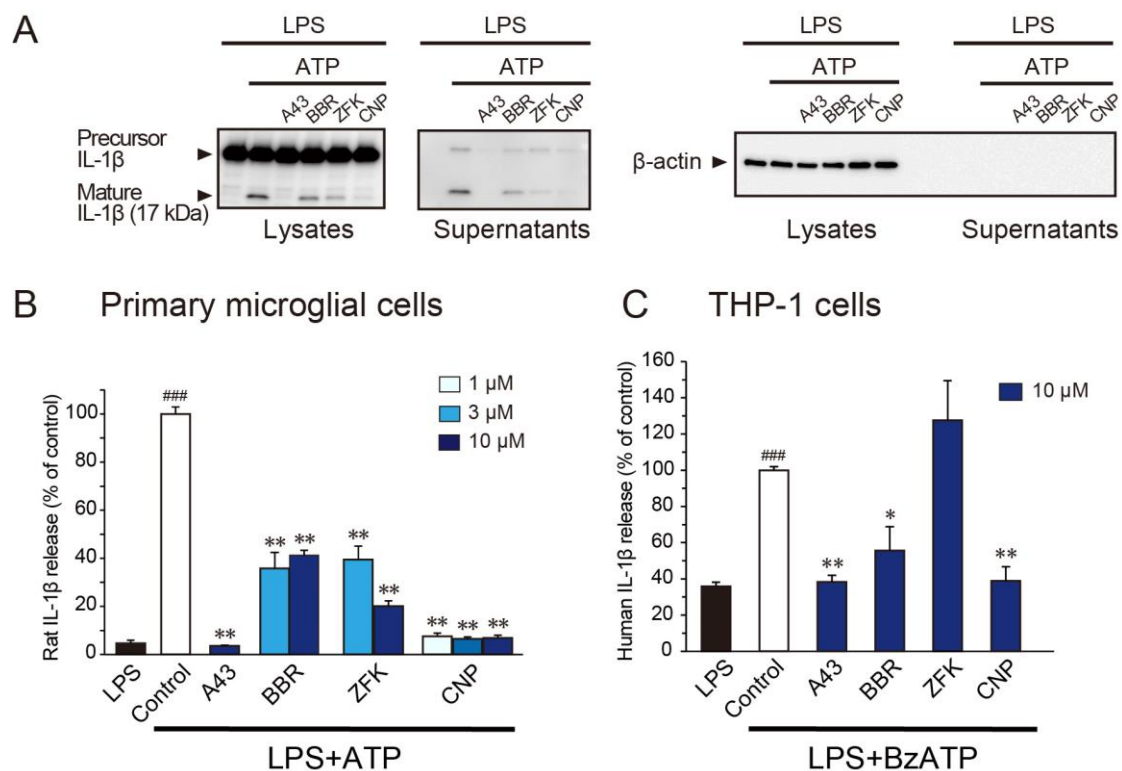 A
LPS
ATP
A43 BBR ZFK CNP
Precursor
IL-1β
Mature
IL-1β (17 kDa)
Lysates
LPS
ATP
A43 BBR ZFK CNP
Supernatants
LPS
ATP
A43 BBR ZFK CNP
β-actin
Lysates
LPS
ATP
A43 BBR ZFK CNP
Supernatants
B Primary microglial cells
Rat IL-1β release (% of control)
100
80
60
40
20
0
###
**
** **
** **
** ** **
1 μM
3 μM
10 μM
LPS Control A43 BBR ZFK CNP
LPS+ATP
C THP-1 cells
Human IL-1β release (% of control)
160
140
120
100
80
60
40
20
0
###
**
*
**
10 μM
LPS Control A43 BBR ZFK CNP
LPS+BzATP